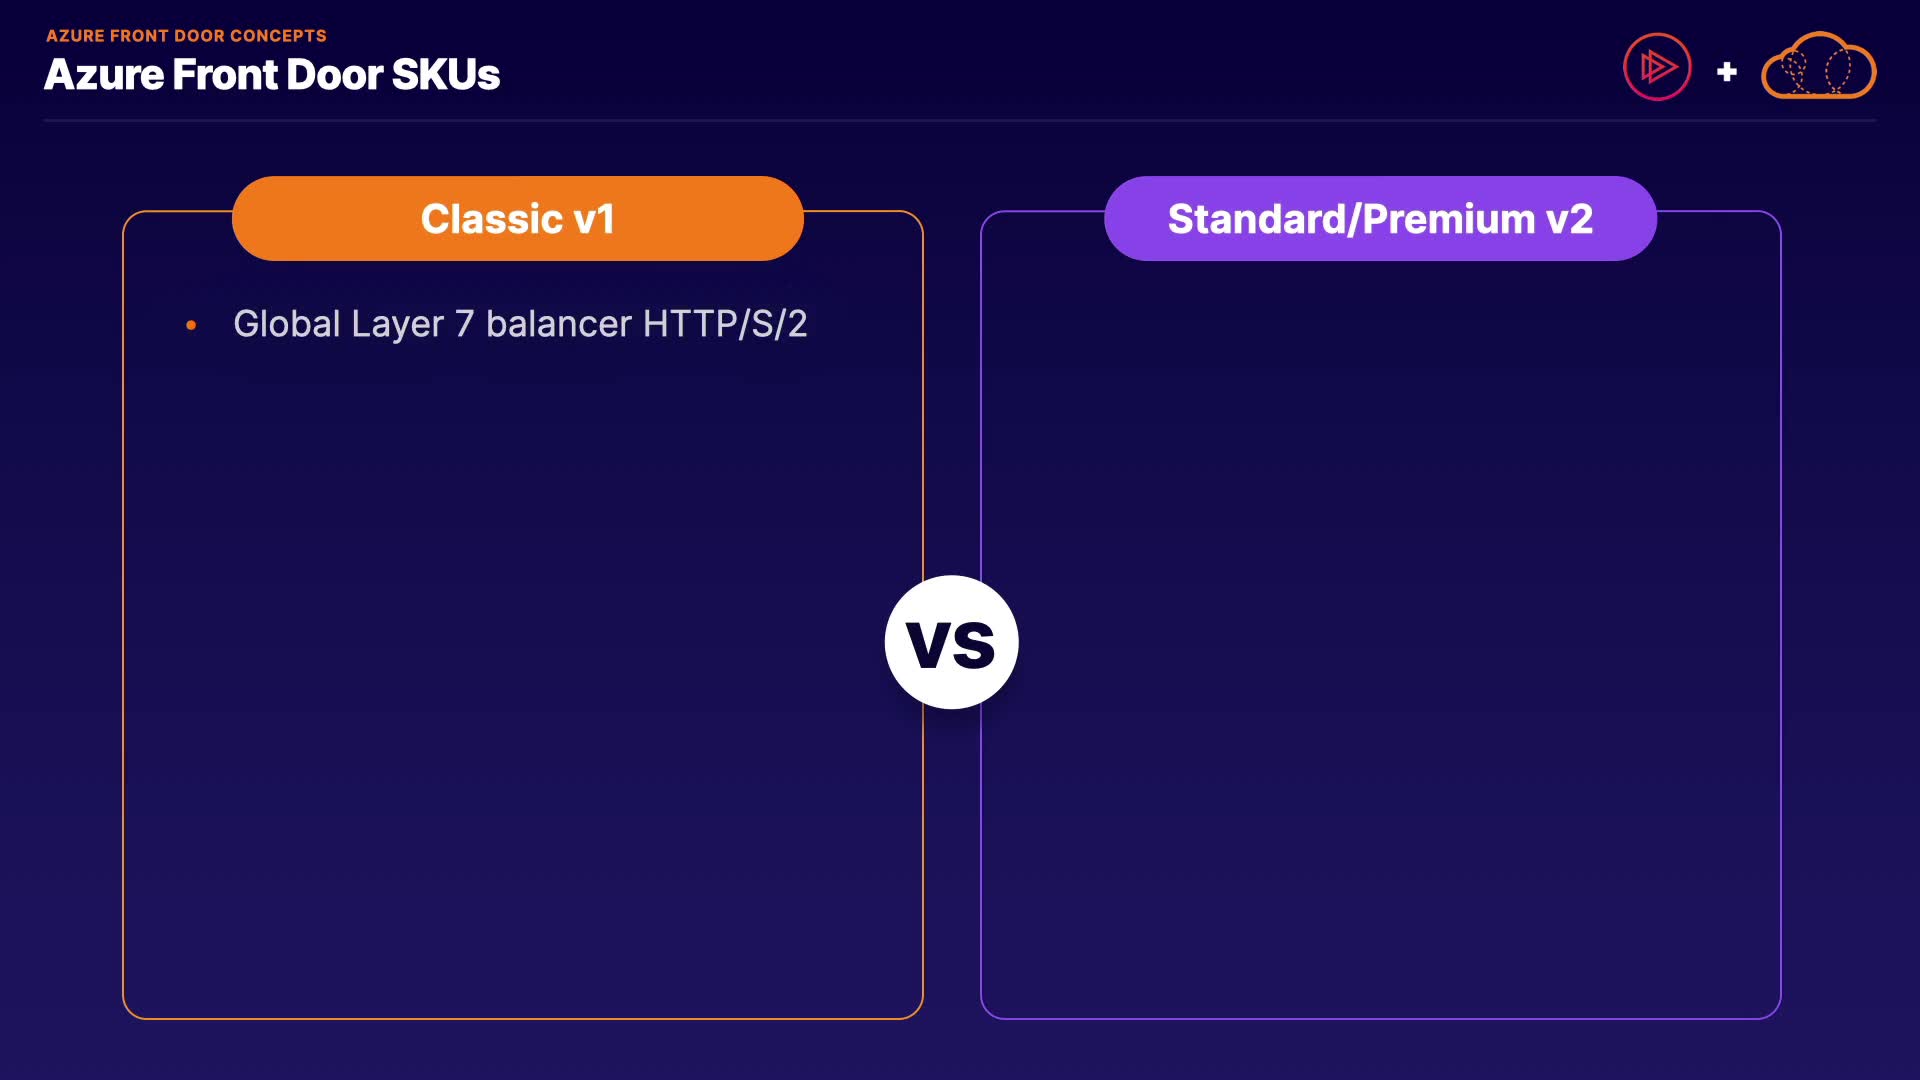 AZURE FRONT DOOR CONCEPTS
Azure Front Door SKUs
Classic v1
Standard/Premium v2
• Global Layer 7 balancer HTTP/S/2
VS